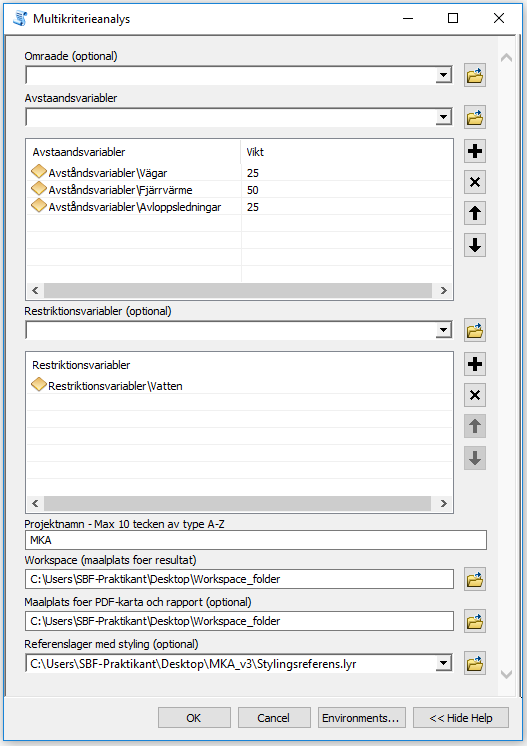 Multikriterieanalys
Omraade (optional)
Avstaandsvariabler
Avstaandsvariabler Vikt
Avståndsvariabler\Vägar 25
Avståndsvariabler\Fjärrvärme 50
Avståndsvariabler\Avloppsledningar 25
Restriktionsvariabler (optional)
Restriktionsvariabler
Restriktionsvariabler\Vatten
Projektnamn - Max 10 tecken av type A-Z
MKA
Workspace (maalplats foer resultat)
C:\Users\SBF-Praktikant\Desktop\Workspace_folder
Maalplats foer PDF-karta och rapport (optional)
C:\Users\SBF-Praktikant\Desktop\Workspace_folder
Referenslager med styling (optional)
C:\Users\SBF-Praktikant\Desktop\MKA_v3\Stylingsreferens.lyr
OK Cancel Environments... << Hide Help